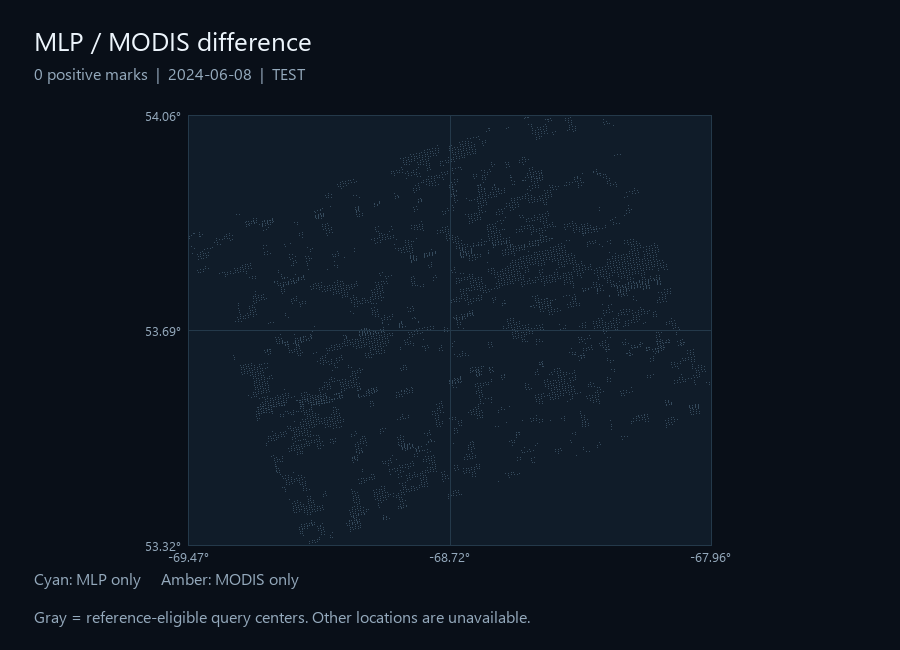 MLP / MODIS difference
0 positive marks | 2024-06-08 | TEST
54.06°
53.69°
53.32°
-69.47° -68.72° -67.96°
Cyan: MLP only Amber: MODIS only
Gray = reference-eligible query centers. Other locations are unavailable.